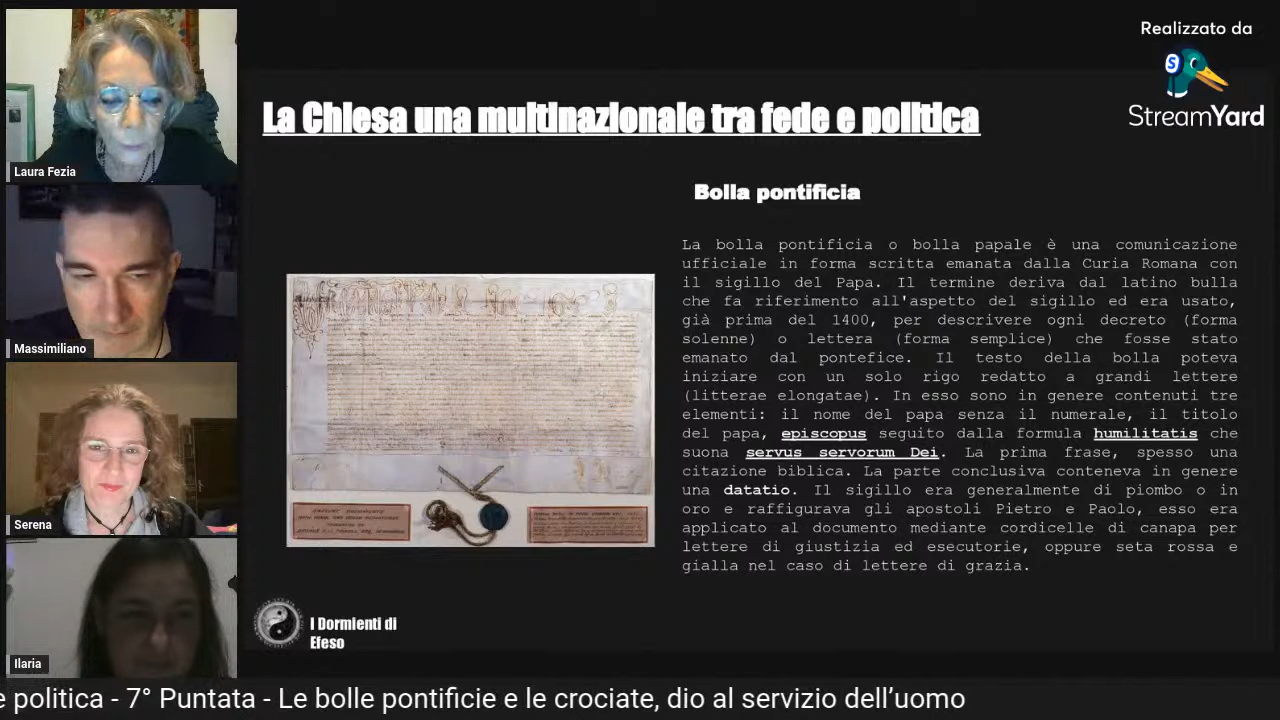 Realizzato da
StreamYard
La Chiesa una multinazionale tra fede e politica
Laura Fezia
Massimiliano
Serena
Ilaria
Bolla pontificia
La bolla pontificia o bolla papale è una comunicazione
ufficiale in forma scritta emanata dalla Curia Romana con
il sigillo del Papa. Il termine deriva dal latino bulla
che fa riferimento all'aspetto del sigillo ed era usato,
già prima del 1400, per descrivere ogni decreto (forma
solenne) o lettera (forma semplice) che fosse stato
emanato dal pontefice. Il testo della bolla poteva
iniziare con un solo rigo redatto a grandi lettere
(litterae elongatae). In esso sono in genere contenuti tre
elementi: il nome del papa senza il numerale, il titolo
del papa, episcopus seguito dalla formula humilitatis che
suona servus servorum Dei. La prima frase, spesso una
citazione biblica. La parte conclusiva conteneva in genere
una datatio. Il sigillo era generalmente di piombo o in
oro e raffigurava gli apostoli Pietro e Paolo, esso era
applicato al documento mediante cordicelle di canapa per
lettere di giustizia ed esecutorie, oppure seta rossa e
gialla nel caso di lettere di grazia.
I Dormienti di
Efeso
e politica - 7° Puntata - Le bolle pontificie e le crociate, dio al servizio dell’uomo